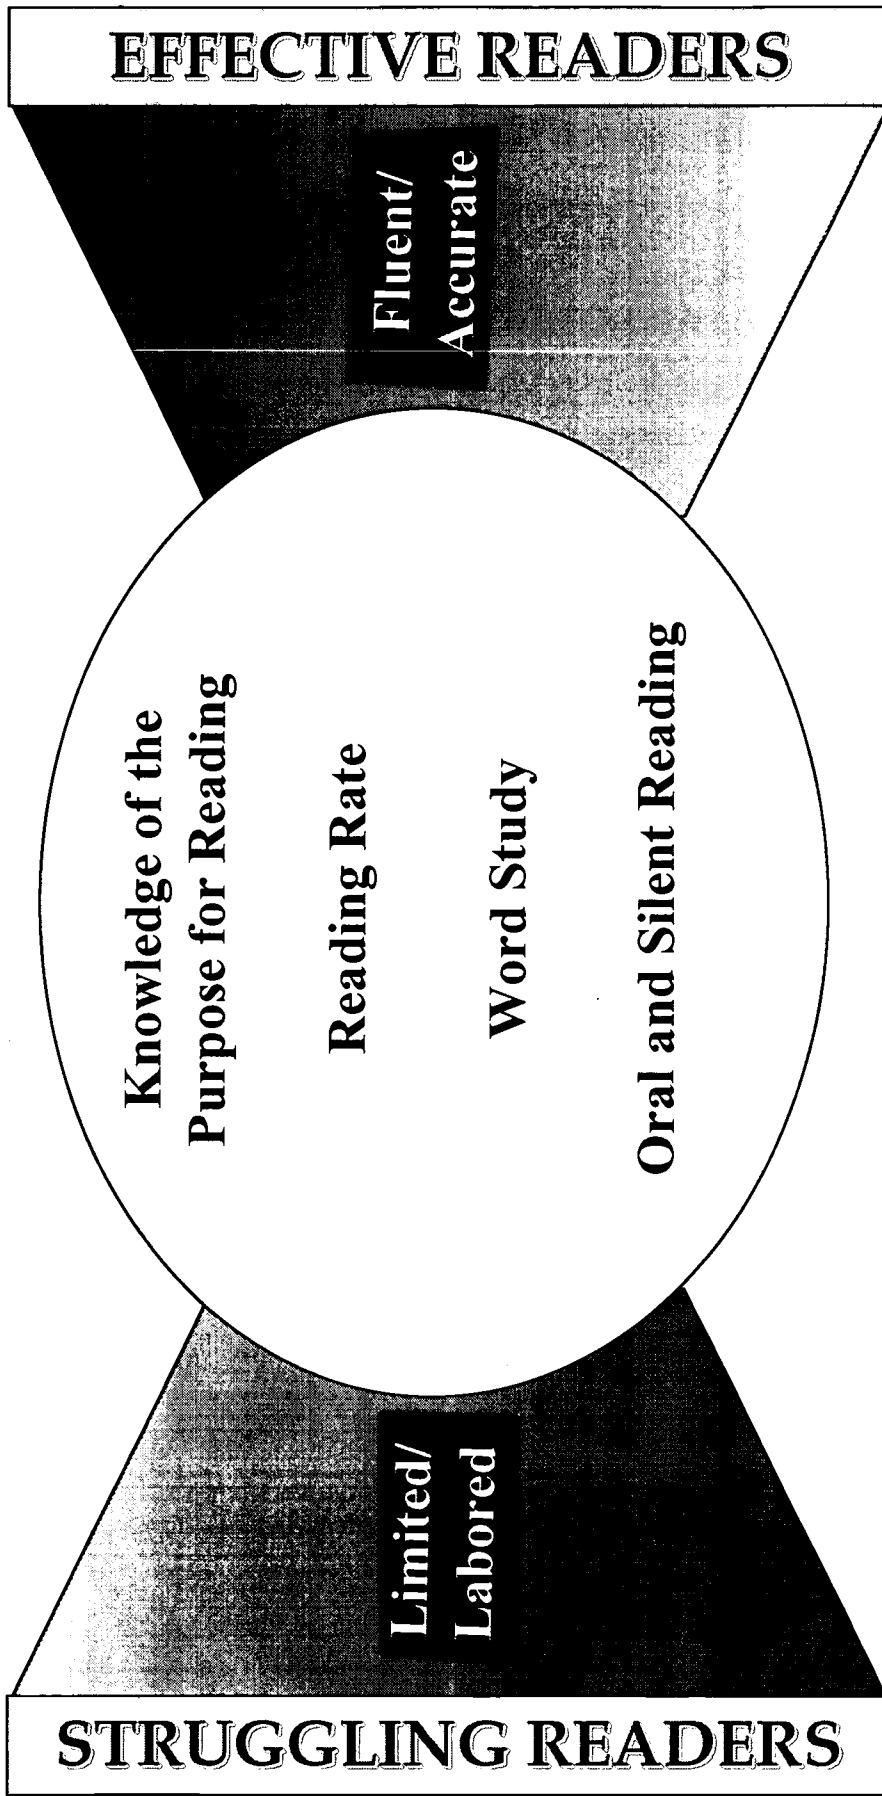 EFFECTIVE READERS
Fluent/
Accurate
Knowledge of the
Purpose for Reading
Reading Rate
Word Study
Oral and Silent Reading
Limited/
Labored
STRUGGLING READERS